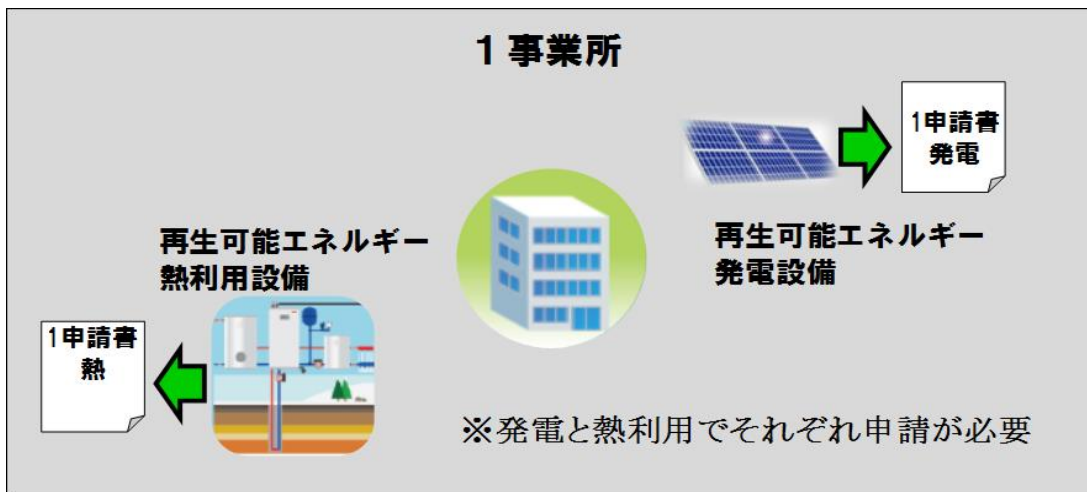 １事業所
1申請書
発電
再生可能エネルギー
発電設備
再生可能エネルギー
熱利用設備
1申請書
熱
※発電と熱利用でそれぞれ申請が必要